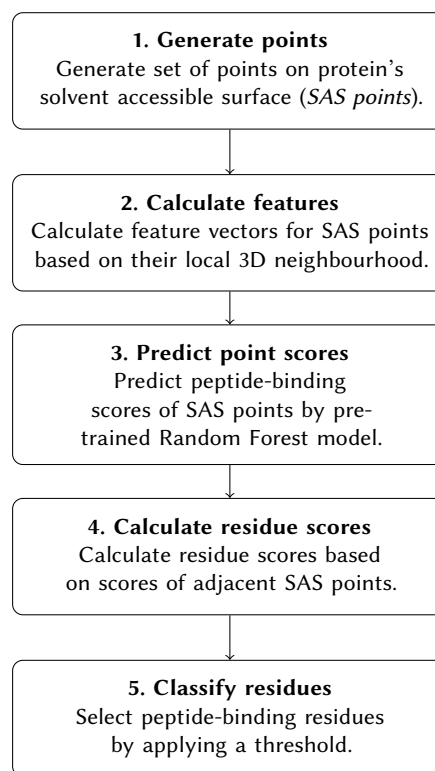 1. Generate points
Generate set of points on protein's
solvent accessible surface (SAS points).
2. Calculate features
Calculate feature vectors for SAS points
based on their local 3D neighbourhood.
3. Predict point scores
Predict peptide-binding
scores of SAS points by pre-
trained Random Forest model.
4. Calculate residue scores
Calculate residue scores based
on scores of adjacent SAS points.
5. Classify residues
Select peptide-binding residues
by applying a threshold.